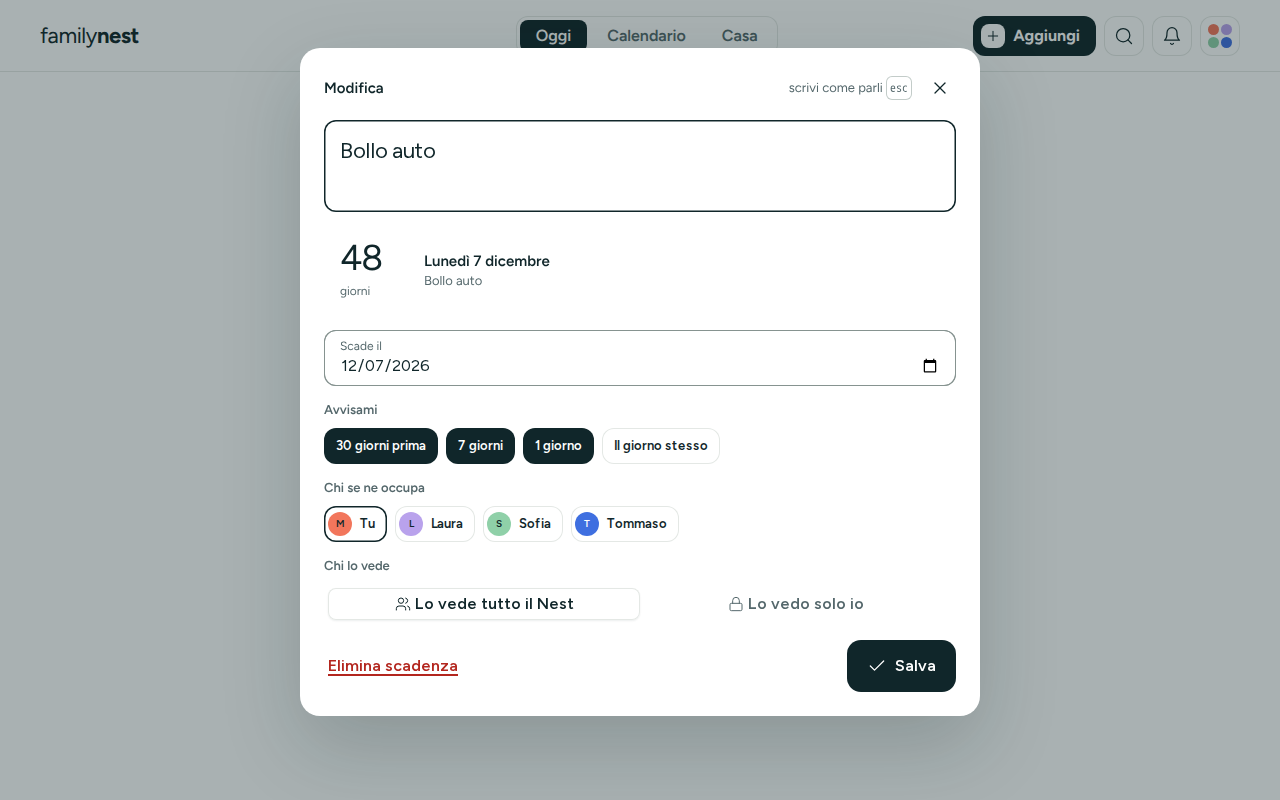 familynest
Oggi
Calendario
Casa
Aggiungi
Modifica
scrivi come parli esc
Bollo auto
48
giorni
Lunedì 7 dicembre
Bollo auto
Scade il
12/07/2026
Avvisami
30 giorni prima
7 giorni
1 giorno
Il giorno stesso
Chi se ne occupa
M Tu
L Laura
S Sofia
T Tommaso
Chi lo vede
Lo vede tutto il Nest
Lo vedo solo io
Elimina scadenza
Salva